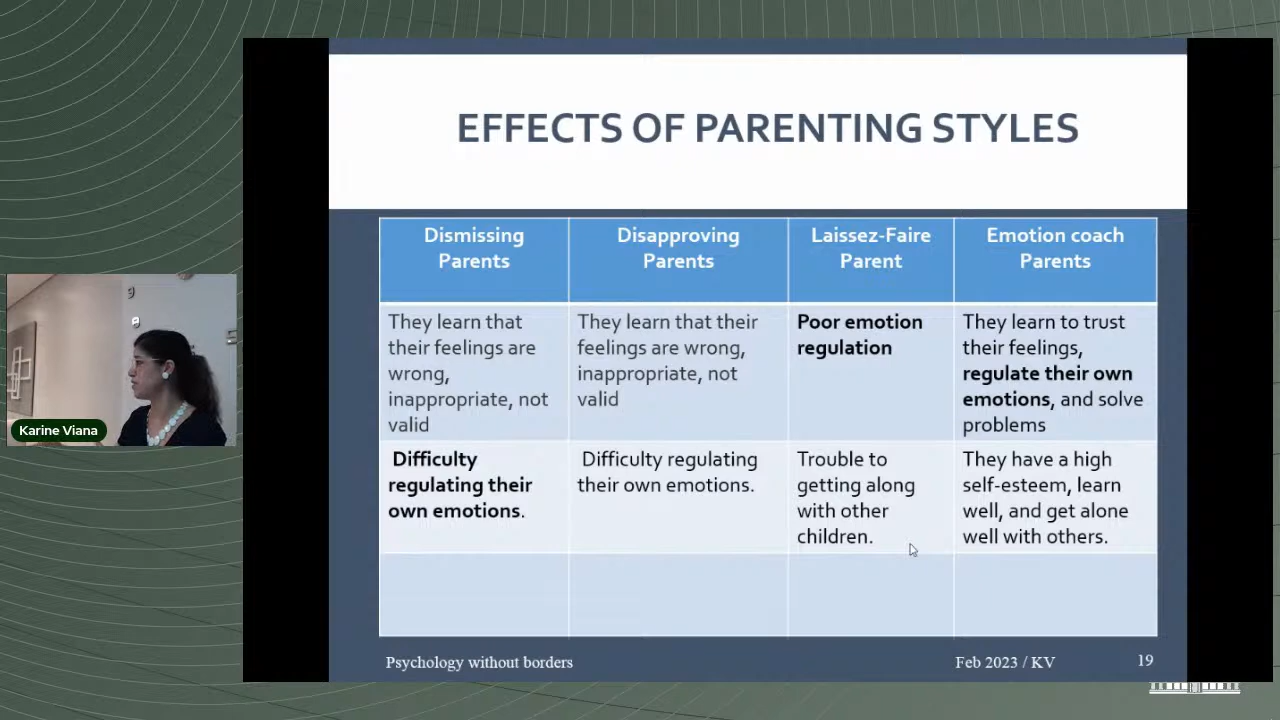 EFFECTS OF PARENTING STYLES
Dismissing
Parents
Disapproving
Parents
Laissez-Faire
Parent
Emotion coach
Parents
They learn that
their feelings are
wrong,
inappropriate, not
valid
They learn that their
feelings are wrong,
inappropriate, not
valid
Poor emotion
regulation
They learn to trust
their feelings,
regulate their own
emotions, and solve
problems
Difficulty
regulating their
own emotions.
Difficulty regulating
their own emotions.
Trouble to
getting along
with other
children.
They have a high
self-esteem, learn
well, and get alone
well with others.
Karine Viana
Psychology without borders
Feb 2023 / KV
19